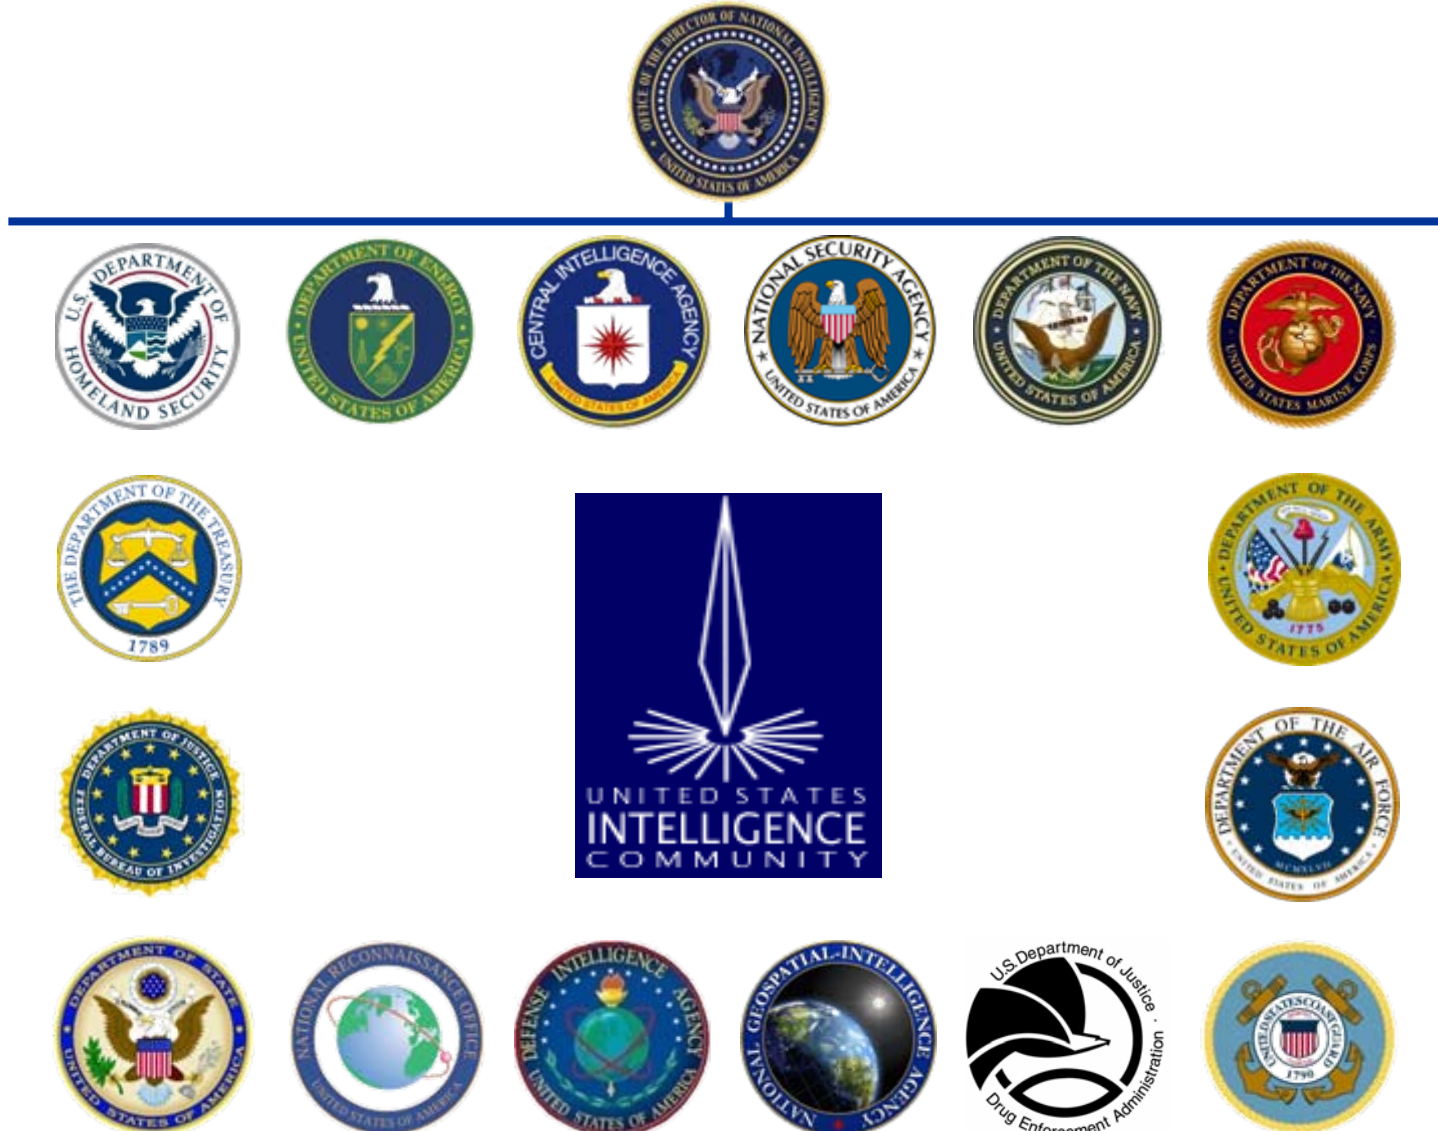 OFFICE OF THE DIRECTOR OF NATIONAL INTELLIGENCE
UNITED STATES OF AMERICA
U.S. DEPARTMENT OF
HOMELAND SECURITY
DEPARTMENT OF ENERGY
UNITED STATES OF AMERICA
CENTRAL INTELLIGENCE AGENCY
UNITED STATES OF AMERICA
NATIONAL SECURITY AGENCY
UNITED STATES OF AMERICA
DEPARTMENT OF THE NAVY
UNITED STATES OF AMERICA
DEPARTMENT OF THE NAVY
UNITED STATES MARINE CORPS
THE DEPARTMENT OF THE TREASURY
1789
DEPARTMENT OF THE ARMY
1775
UNITED STATES OF AMERICA
DEPARTMENT OF JUSTICE
FEDERAL BUREAU OF INVESTIGATION
UNITED STATES
INTELLIGENCE
COMMUNITY
DEPARTMENT OF THE AIR FORCE
MCMXLVII
UNITED STATES OF AMERICA
DEPARTMENT OF STATE
UNITED STATES OF AMERICA
NATIONAL RECONNAISSANCE OFFICE
UNITED STATES OF AMERICA
DEFENSE INTELLIGENCE AGENCY
UNITED STATES OF AMERICA
NATIONAL GEOSPATIAL-INTELLIGENCE AGENCY
U.S. Department of Justice
Drug Enforcement Administration
UNITED STATES COAST GUARD
1790